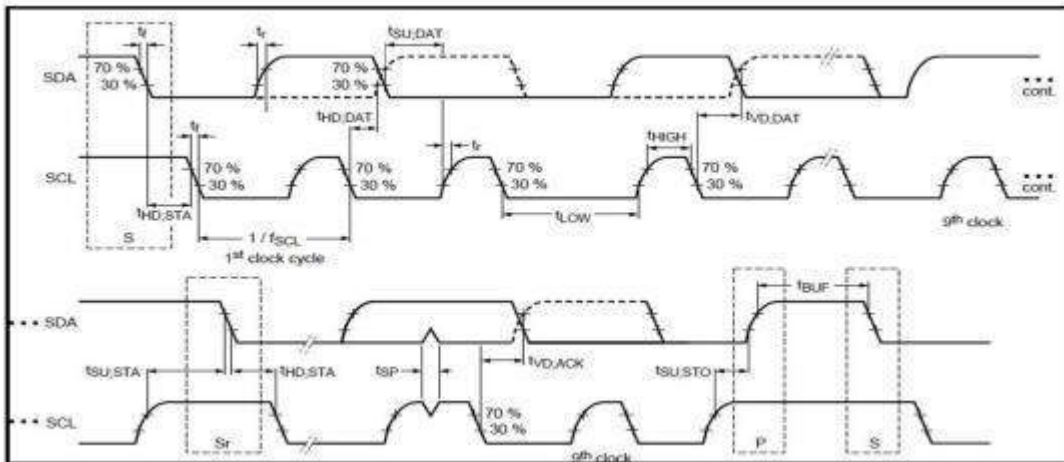 tf
tr
tSU;DAT
SDA
70 %
30 %
70 %
30 %
cont.
tHD;DAT
tVD;DAT
tf
tr
tHIGH
SCL
70 %
30 %
70 %
30 %
70 %
30 %
70 %
30 %
cont.
tHD;STA
tLOW
9th clock
S
1 / fSCL
1st clock cycle
tBUF
SDA
tSU;STA
tHD;STA
tSP
tVD;ACK
tSU;STO
70 %
30 %
SCL
Sr
P
S
9th clock